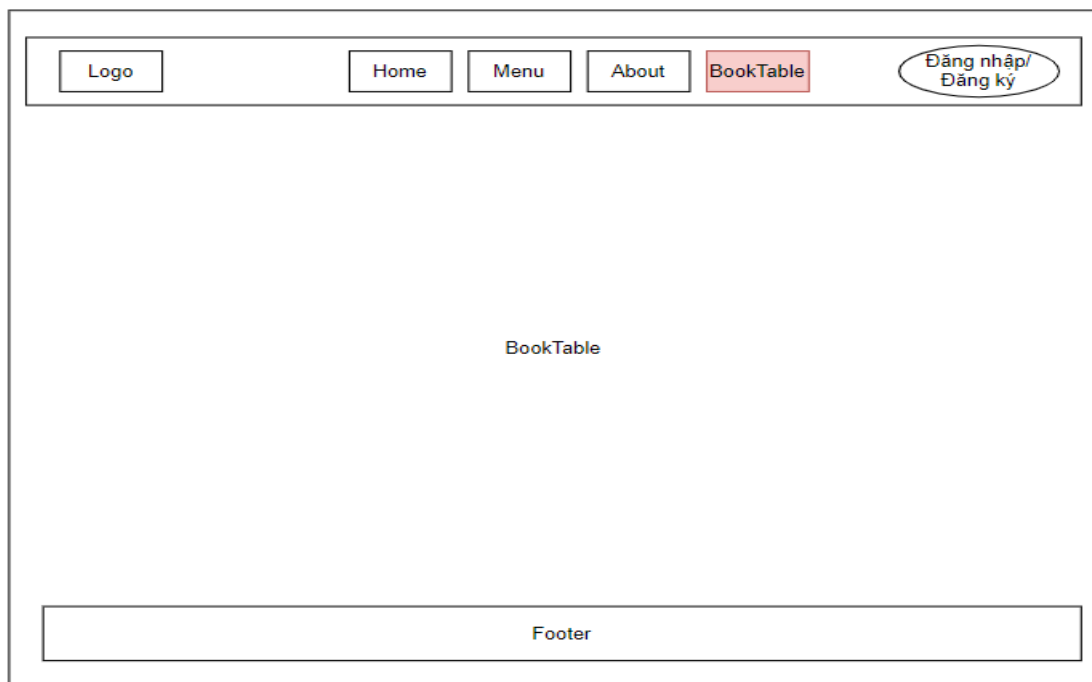 Logo
Home
Menu
About
BookTable
Đăng nhập/
Đăng ký
BookTable
Footer